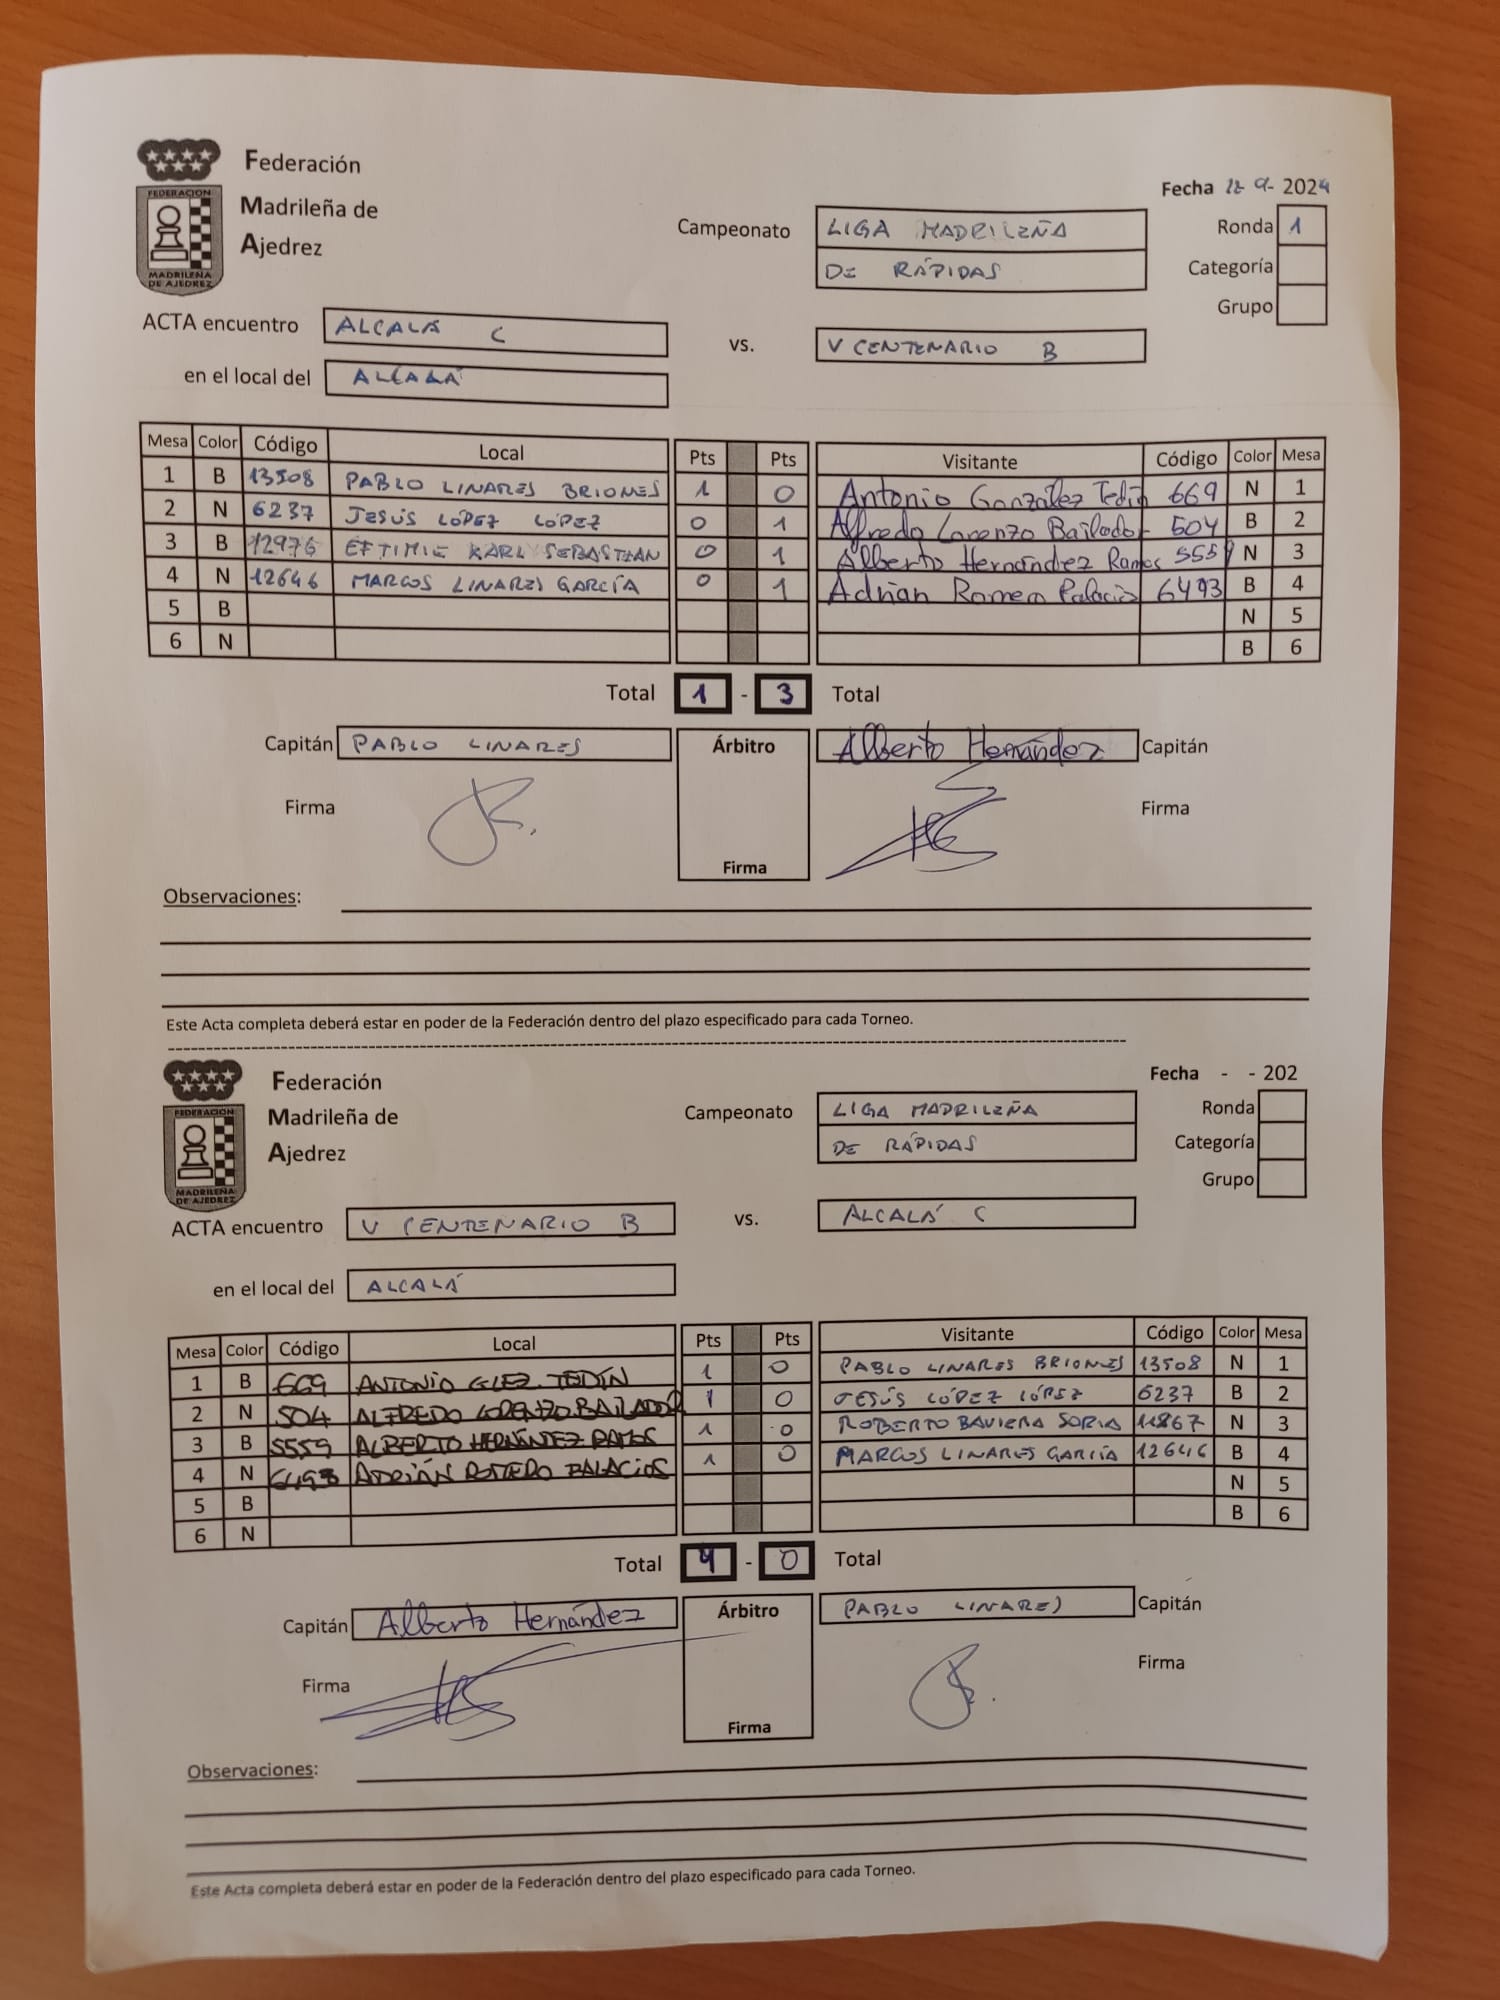 Federación
Madrileña de
Ajedrez
FEDERACION
MADRILEÑA
DE AJEDREZ
Fecha - 9 - 2024
Campeonato LIGA MADRILEÑA
DE RÁPIDAS
Ronda 1
Categoría
Grupo
ACTA encuentro ALCALÁ C vs. V CENTENARIO B
en el local del ALCALÁ
Mesa Color Código Local Pts Pts Visitante Código Color Mesa
1 B 13508 PABLO LINARES BRIONES 1 0 Antonio González Tedín 669 N 1
2 N 6237 JESÚS LÓPEZ LÓPEZ 0 1 Alfredo Lorenzo Bailador 504 B 2
3 B 12976 EFTIMIE KARL SEBASTIAN 0 1 Alberto Hernández Ramos 5559 N 3
4 N 12646 MARCOS LINARES GARCÍA 0 1 Adrián Romero Palacios 6493 B 4
5 B N 5
6 N B 6
Total 1 - 3 Total
Capitán PABLO LINARES Árbitro Alberto Hernández Capitán
Firma Firma
Firma
Observaciones:
Este Acta completa deberá estar en poder de la Federación dentro del plazo especificado para cada Torneo.
Federación
Madrileña de
Ajedrez
FEDERACION
MADRILEÑA
DE AJEDREZ
Fecha - - 202
Campeonato LIGA MADRILEÑA
DE RÁPIDAS
Ronda
Categoría
Grupo
ACTA encuentro V CENTENARIO B vs. ALCALÁ C
en el local del ALCALÁ
Mesa Color Código Local Pts Pts Visitante Código Color Mesa
1 B 669 ANTONIO GLEZ. TEDÍN 1 0 PABLO LINARES BRIONES 13508 N 1
2 N 504 ALFREDO LORENZO BAILADOR 1 0 JESÚS LÓPEZ LÓPEZ 6237 B 2
3 B 5559 ALBERTO HERNÁNDEZ RAMOS 1 0 ROBERTO BAVIERA SORIA 11867 N 3
4 N 6493 ADRIÁN ROMERO PALACIOS 1 0 MARCOS LINARES GARCÍA 12646 B 4
5 B N 5
6 N B 6
Total 4 - 0 Total
Capitán Alberto Hernández Árbitro PABLO LINARES Capitán
Firma Firma
Firma
Observaciones:
Este Acta completa deberá estar en poder de la Federación dentro del plazo especificado para cada Torneo.